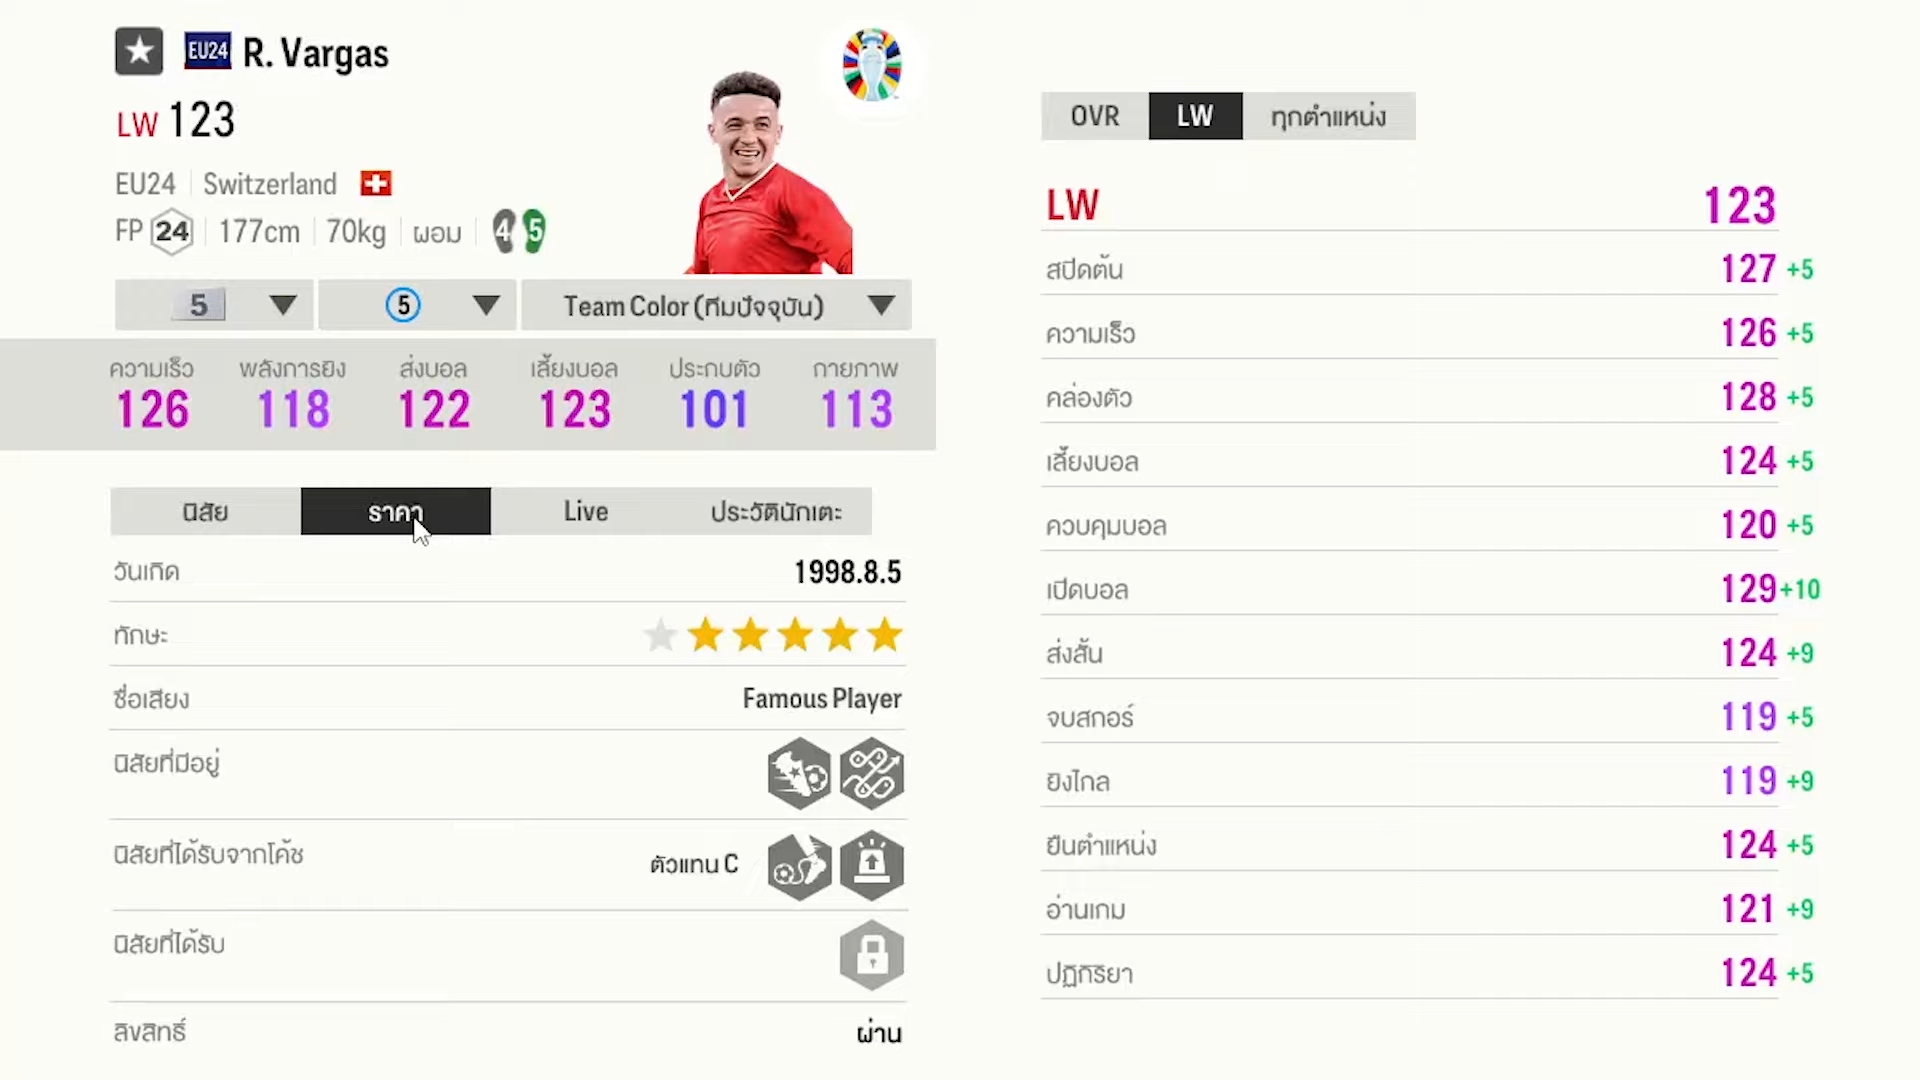 EU24 R. Vargas
LW 123
EU24 Switzerland
FP 24 177cm 70kg ผอม 4 5
5 5 Team Color (ทีมปัจจุบัน)
ความเร็ว พลังการยิง ส่งบอล เลี้ยงบอล ประกบตัว กายภาพ
126 118 122 123 101 113
นิสัย ราคา Live ประวัตินักเตะ
วันเกิด 1998.8.5
ทักษะ
ชื่อเสียง Famous Player
นิสัยที่มีอยู่
นิสัยที่ได้รับจากโค้ช ตัวแทน C
นิสัยที่ได้รับ
ลิขสิทธิ์ ผ่าน
OVR LW ทุกตำแหน่ง
LW 123
สปีดต้น 127 +5
ความเร็ว 126 +5
คล่องตัว 128 +5
เลี้ยงบอล 124 +5
ควบคุมบอล 120 +5
เปิดบอล 129 +10
ส่งสั้น 124 +9
จบสกอร์ 119 +5
ยิงไกล 119 +9
ยืนตำแหน่ง 124 +5
อ่านเกม 121 +9
ปฏิกิริยา 124 +5